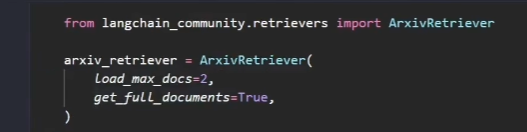 from langchain_community.retrievers import ArxivRetriever
arxiv_retriever = ArxivRetriever(
load_max_docs=2,
get_full_documents=True,
)